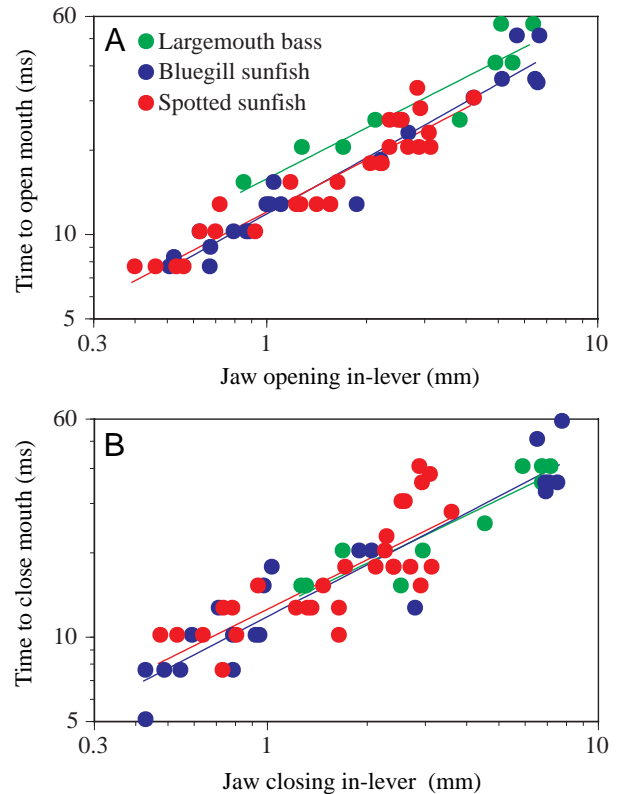 A
Largemouth bass
Bluegill sunfish
Spotted sunfish
Time to open mouth (ms)
60
10
5
0.3
1
10
Jaw opening in-lever (mm)
B
Time to close mouth (ms)
60
10
5
0.3
1
10
Jaw closing in-lever (mm)